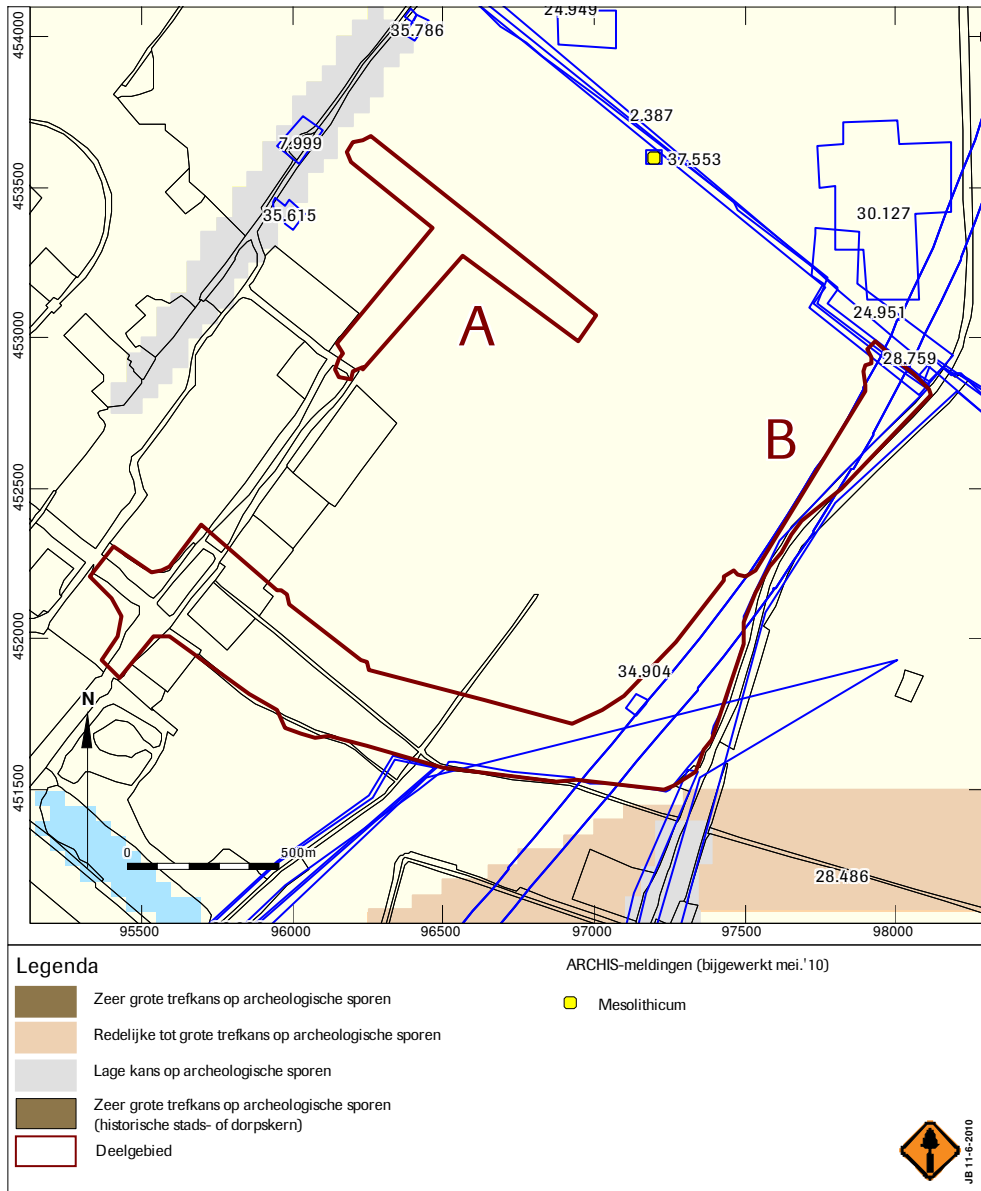 24.949
35.786
454000
2.387
7.999
37.553
453500
35.615
30.127
A
24.951
453000
28.759
B
452500
452000
34.904
N
451500
0
500m
28.486
95500
96000
96500
97000
97500
98000
Legenda
ARCHIS-meldingen (bijgewerkt mei.'10)
Zeer grote trefkans op archeologische sporen
Mesolithicum
Redelijke tot grote trefkans op archeologische sporen
Lage kans op archeologische sporen
Zeer grote trefkans op archeologische sporen
(historische stads- of dorpskern)
Deelgebied
JB 11-6-2010